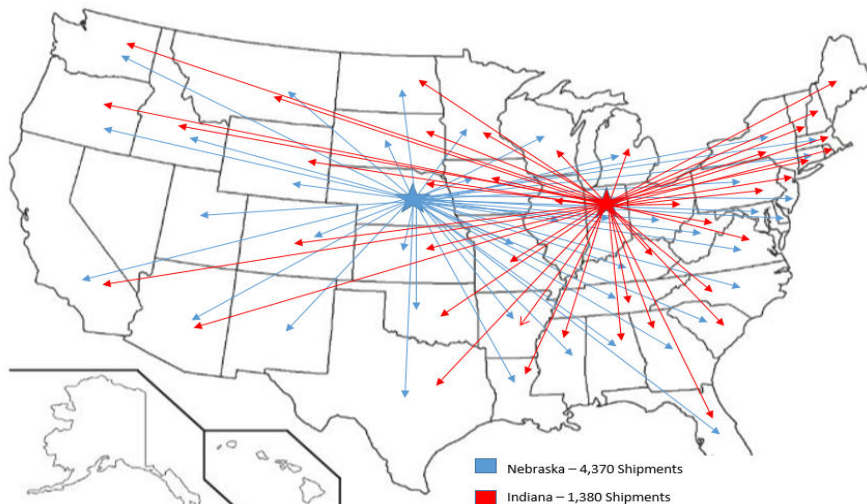 Nebraska – 4,370 Shipments
Indiana – 1,380 Shipments